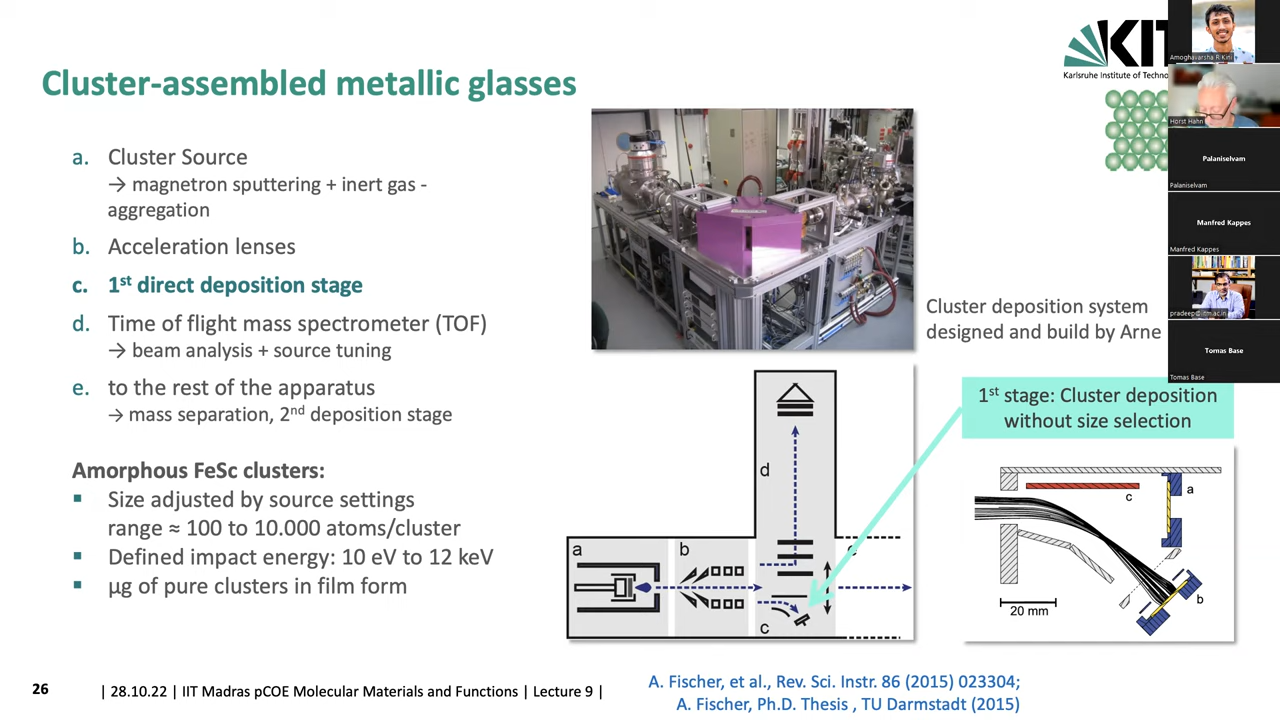 KIT
Karlsruhe Institute of Technol
Cluster-assembled metallic glasses
a. Cluster Source
→ magnetron sputtering + inert gas -
aggregation
b. Acceleration lenses
c. 1st direct deposition stage
d. Time of flight mass spectrometer (TOF)
→ beam analysis + source tuning
e. to the rest of the apparatus
→ mass separation, 2nd deposition stage
Amorphous FeSc clusters:
▪ Size adjusted by source settings
range ≈ 100 to 10.000 atoms/cluster
▪ Defined impact energy: 10 eV to 12 keV
▪ µg of pure clusters in film form
Cluster deposition system
designed and build by Arne
1st stage: Cluster deposition
without size selection
d
a
b
e
c
a
c
b
20 mm
26
| 28.10.22 | IIT Madras pCOE Molecular Materials and Functions | Lecture 9 |
A. Fischer, et al., Rev. Sci. Instr. 86 (2015) 023304;
A. Fischer, Ph.D. Thesis , TU Darmstadt (2015)
Amoghavarsha R Kini
Horst Hahn
Palaniselvam
Palaniselvam
Manfred Kappes
Manfred Kappes
pradeep@iitm.ac.in
Tomas Base
Tomas Base